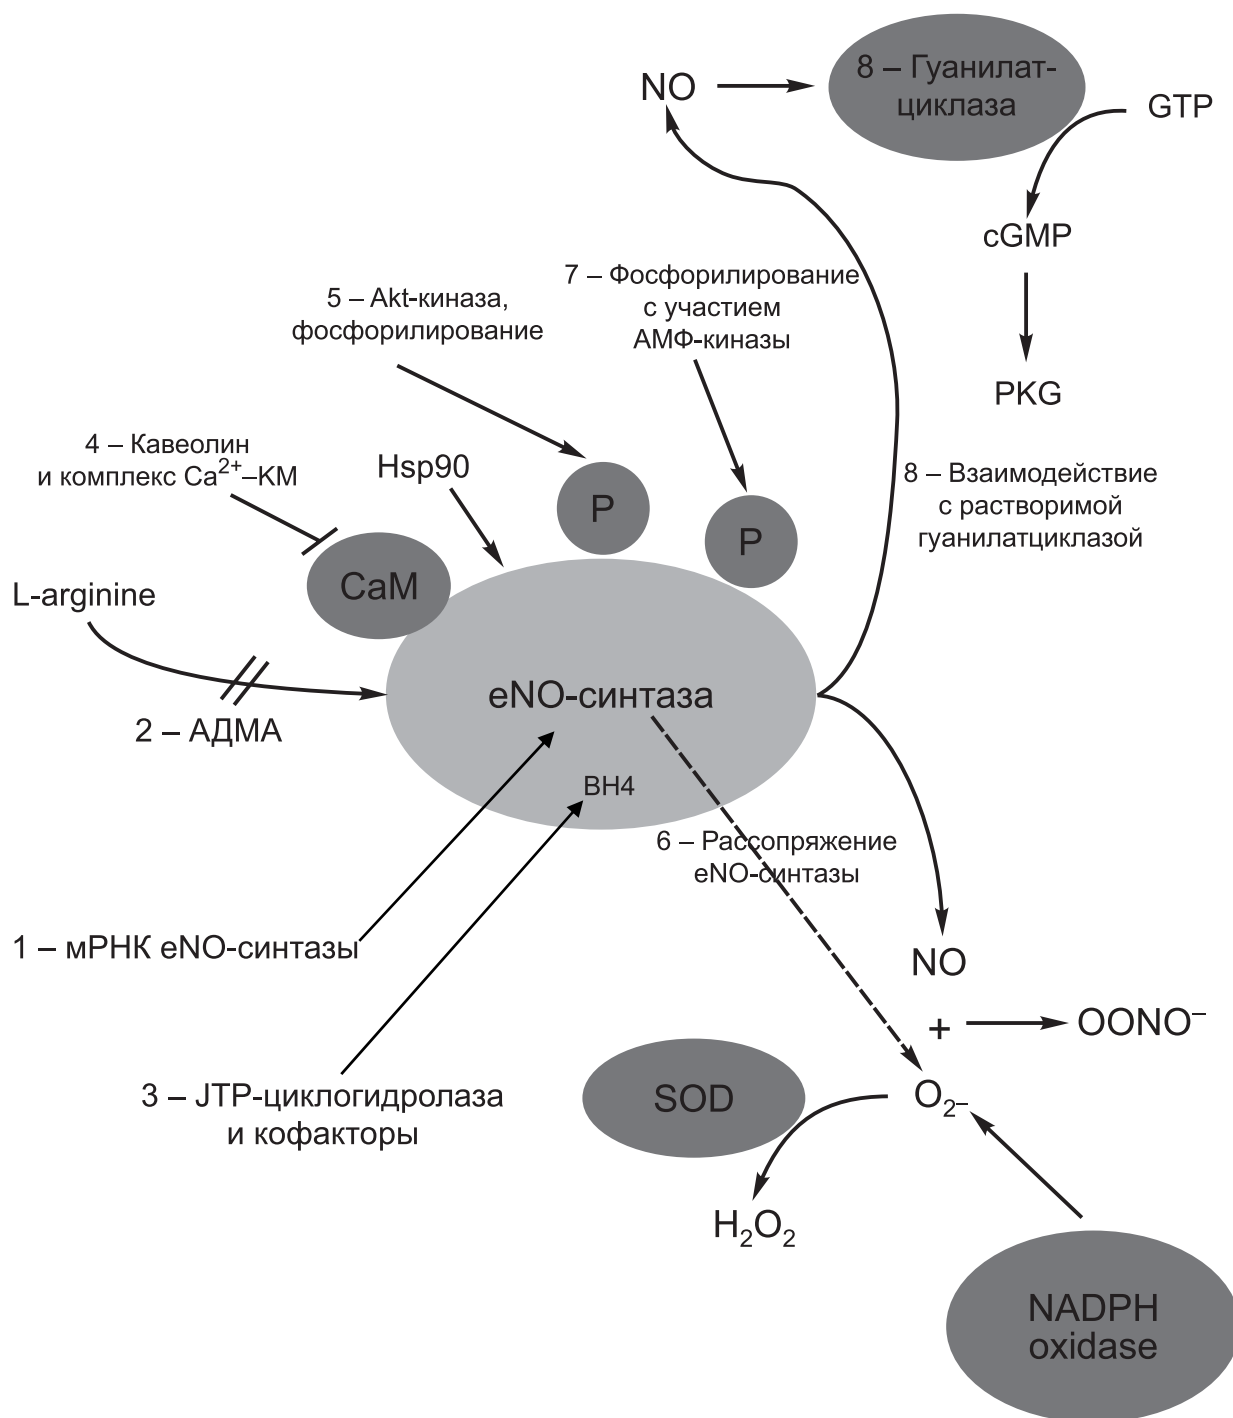 NO
8 – Гуанилат-
циклаза
GTP
cGMP
PKG
7 – Фосфорилирование
с участием
АМФ-киназы
5 – Akt-киназа,
фосфорилирование
4 – Кавеолин
и комплекс Ca²⁺–KM
Hsp90
P
P
8 – Взаимодействие
с растворимой
гуанилатциклазой
CaM
L-arginine
eNO-синтаза
2 – АДМА
BH4
6 – Рассопряжение
eNO-синтазы
1 – мРНК eNO-синтазы
NO
+
OONO⁻
3 – JTP-циклогидролаза
и кофакторы
SOD
O₂₋
H₂O₂
NADPH
oxidase